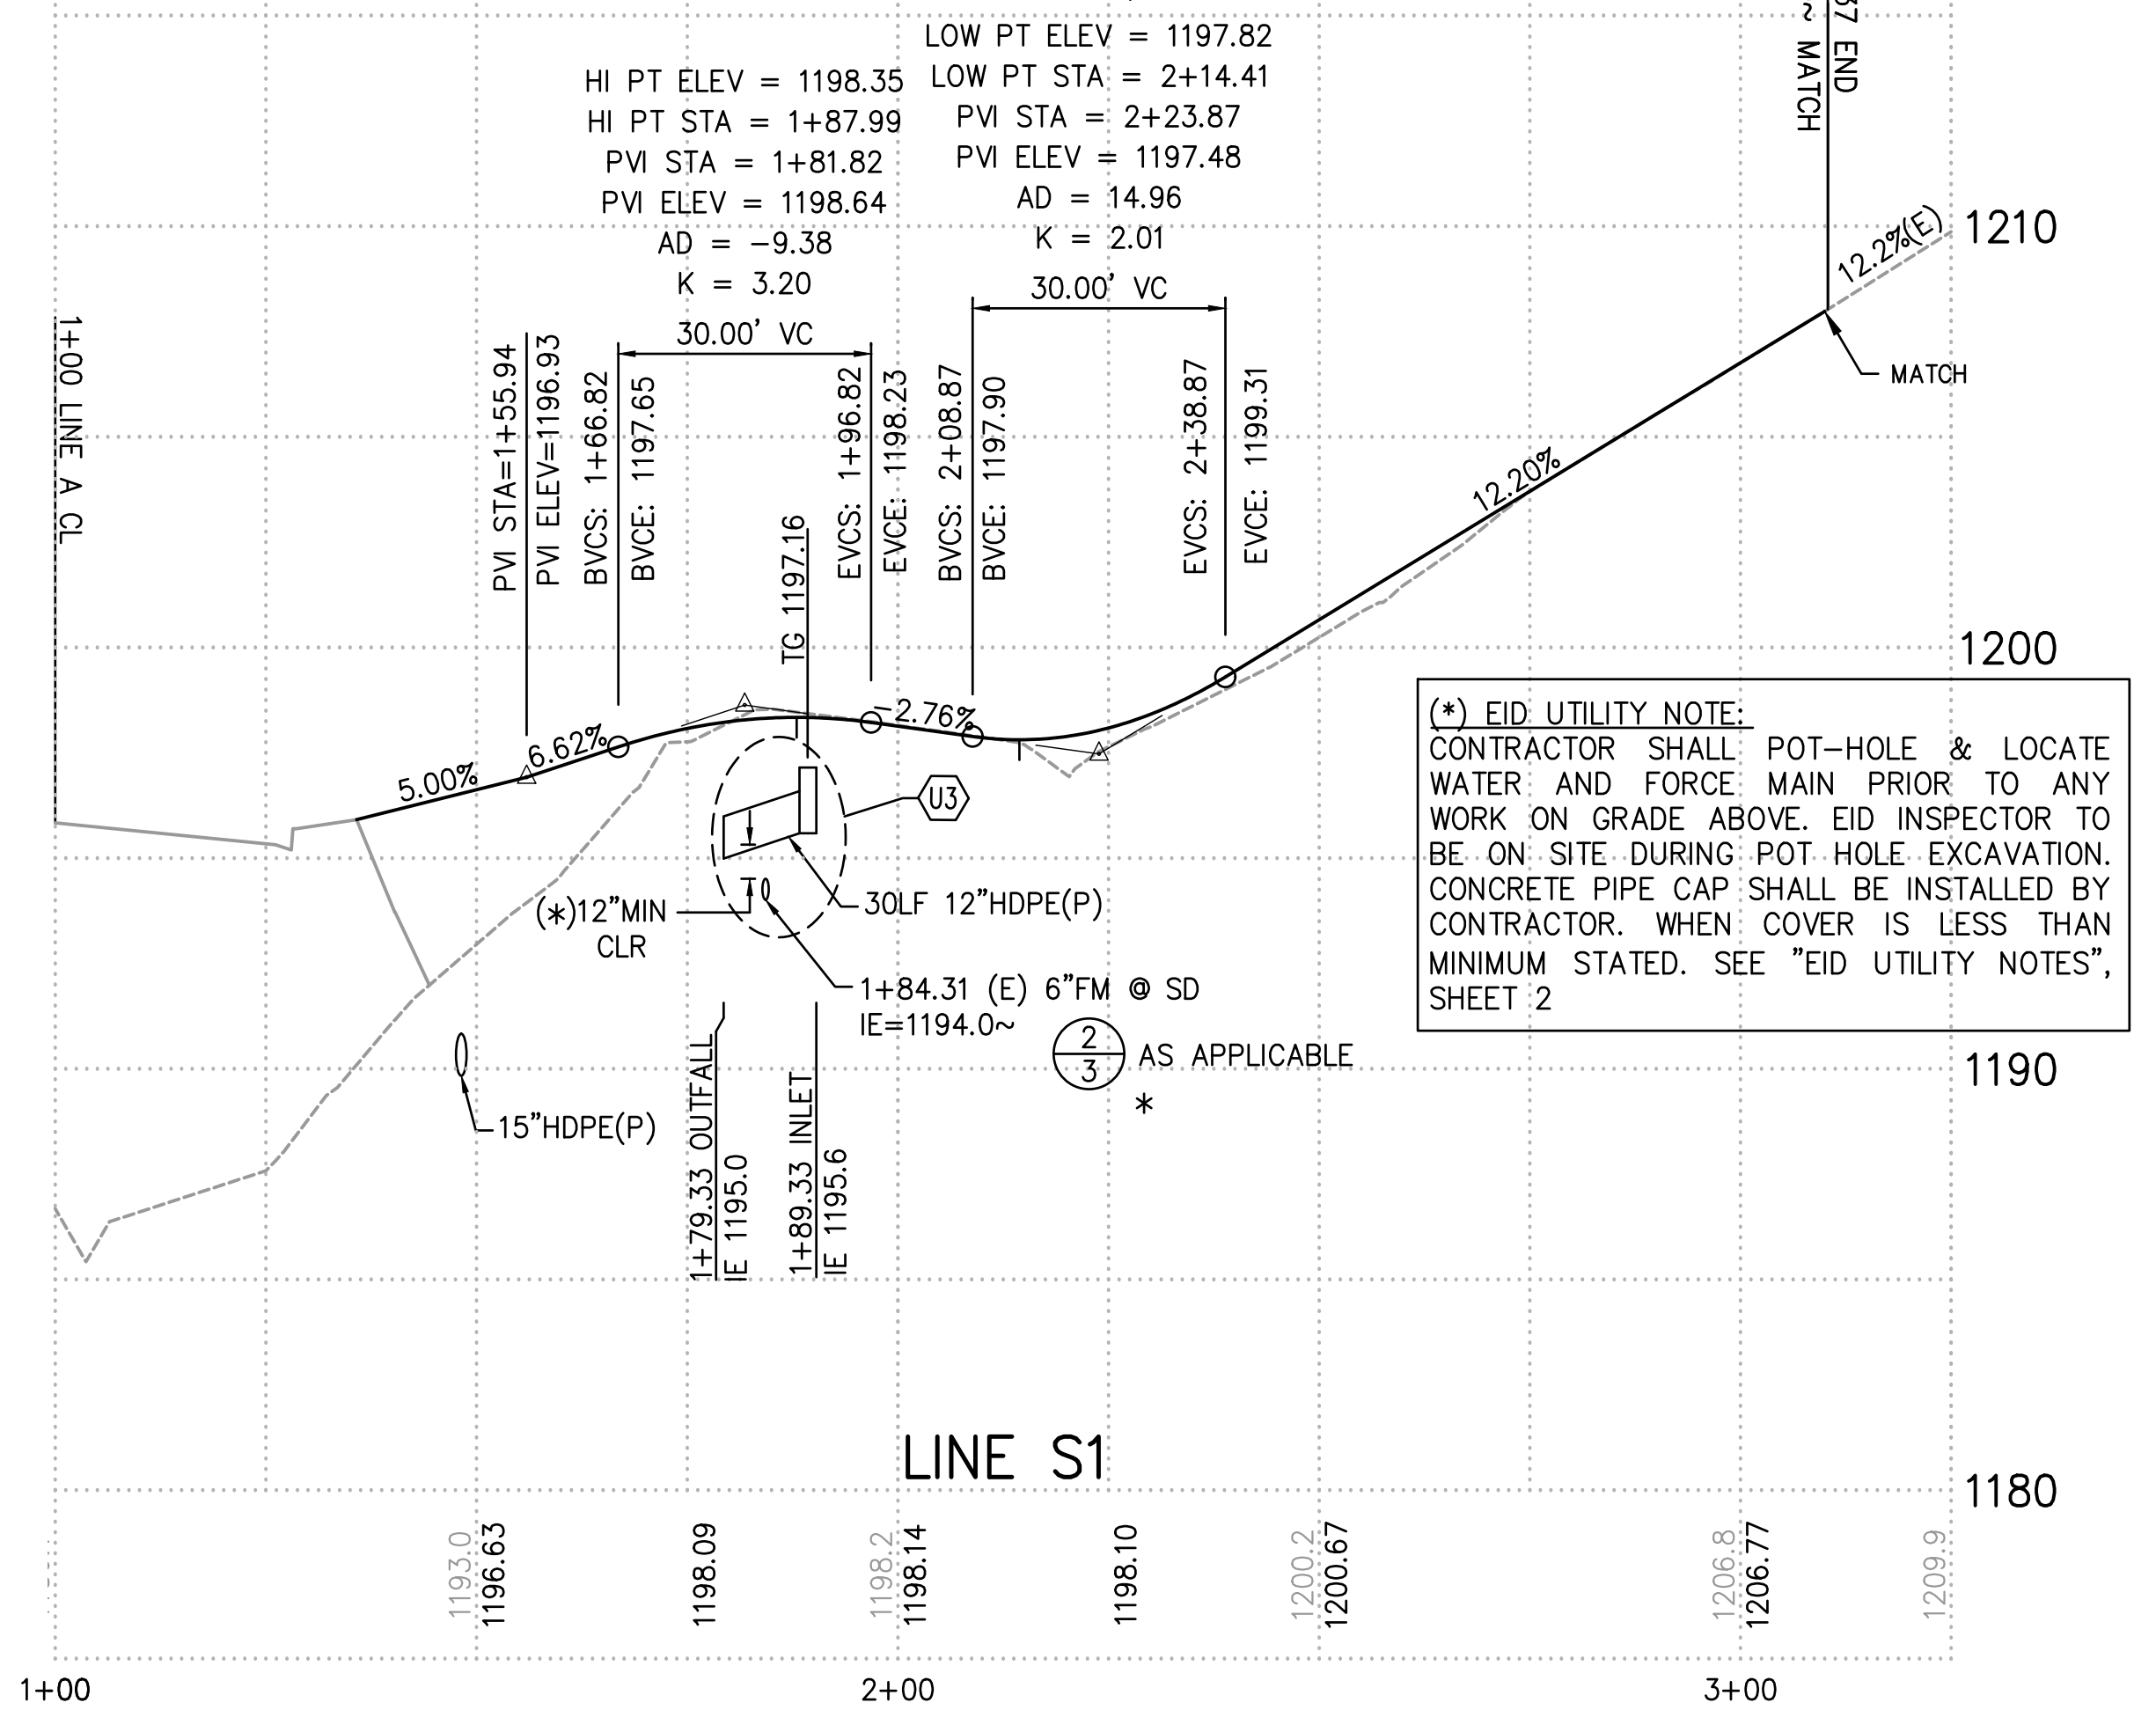 LOW PT ELEV = 1197.82
LOW PT STA = 2+14.41
PVI STA = 2+23.87
PVI ELEV = 1197.48
AD = 14.96
K = 2.01
30.00' VC
HI PT ELEV = 1198.35
HI PT STA = 1+87.99
PVI STA = 1+81.82
PVI ELEV = 1198.64
AD = -9.38
K = 3.20
30.00' VC
37 END
~ MATCH
12.2%(E)
1210
MATCH
1+00 LINE A CL
PVI STA=1+55.94
PVI ELEV=1196.93
BVCS: 1+66.82
BVCE: 1197.65
TG 1197.16
EVCS: 1+96.82
EVCE: 1198.23
BVCS: 2+08.87
BVCE: 1197.90
EVCS: 2+38.87
EVCE: 1199.31
12.20%
1200
5.00%
6.62%
-2.76%
U3
(*) EID UTILITY NOTE:
CONTRACTOR SHALL POT-HOLE & LOCATE
WATER AND FORCE MAIN PRIOR TO ANY
WORK ON GRADE ABOVE. EID INSPECTOR TO
BE ON SITE DURING POT HOLE EXCAVATION.
CONCRETE PIPE CAP SHALL BE INSTALLED BY
CONTRACTOR. WHEN COVER IS LESS THAN
MINIMUM STATED. SEE "EID UTILITY NOTES",
SHEET 2
(*)12"MIN
CLR
30LF 12"HDPE(P)
1+84.31 (E) 6"FM @ SD
IE=1194.0~
2
3
AS APPLICABLE
*
1190
15"HDPE(P)
1+79.33 OUTFALL
IE 1195.0
1+89.33 INLET
IE 1195.6
LINE S1
1180
1193.0
1196.63
1198.09
1198.2
1198.14
1198.10
1200.2
1200.67
1206.8
1206.77
1209.9
1+00
2+00
3+00